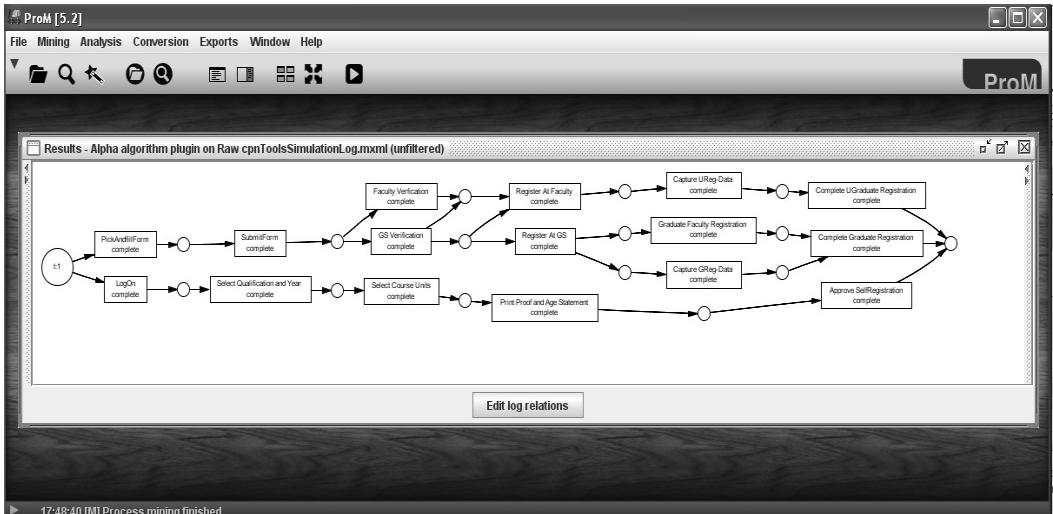 ProM [5.2]
File Mining Analysis Conversion Exports Window Help
ProM
Results - Alpha algorithm plugin on Raw cpnToolsSimulationLog.mxml (unfiltered)
Faculty Verfication
complete
Register At Faculty
complete
Capture UReg-Data
complete
Complete UGraduate Registration
complete
PickAndfillForm
complete
SubmitForm
complete
GS Verification
complete
Register At GS
complete
Graduate Faculty Registration
complete
Complete Graduate Registration
complete
t:1
LogOn
complete
Select Qualification and Year
complete
Select Course Units
complete
Capture GReg-Data
complete
Print Proof and Age Statement
complete
Approve SelfRegistration
complete
Edit log relations
17:48:40 [M] Process mining finished